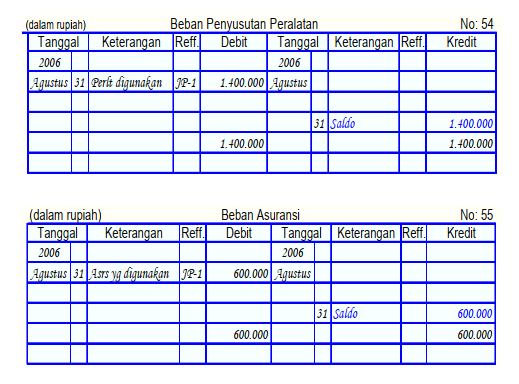 (dalam rupiah) Beban Penyusutan Peralatan No: 54
Tanggal Keterangan Reff. Debit Tanggal Keterangan Reff. Kredit
2006 2006
Agustus 31 Perlt digunakan JP-1 1.400.000 Agustus
31 Saldo 1.400.000
1.400.000 1.400.000
(dalam rupiah) Beban Asuransi No: 55
Tanggal Keterangan Reff. Debit Tanggal Keterangan Reff. Kredit
2006 2006
Agustus 31 Asrs yg digunakan JP-1 600.000 Agustus
31 Saldo 600.000
600.000 600.000